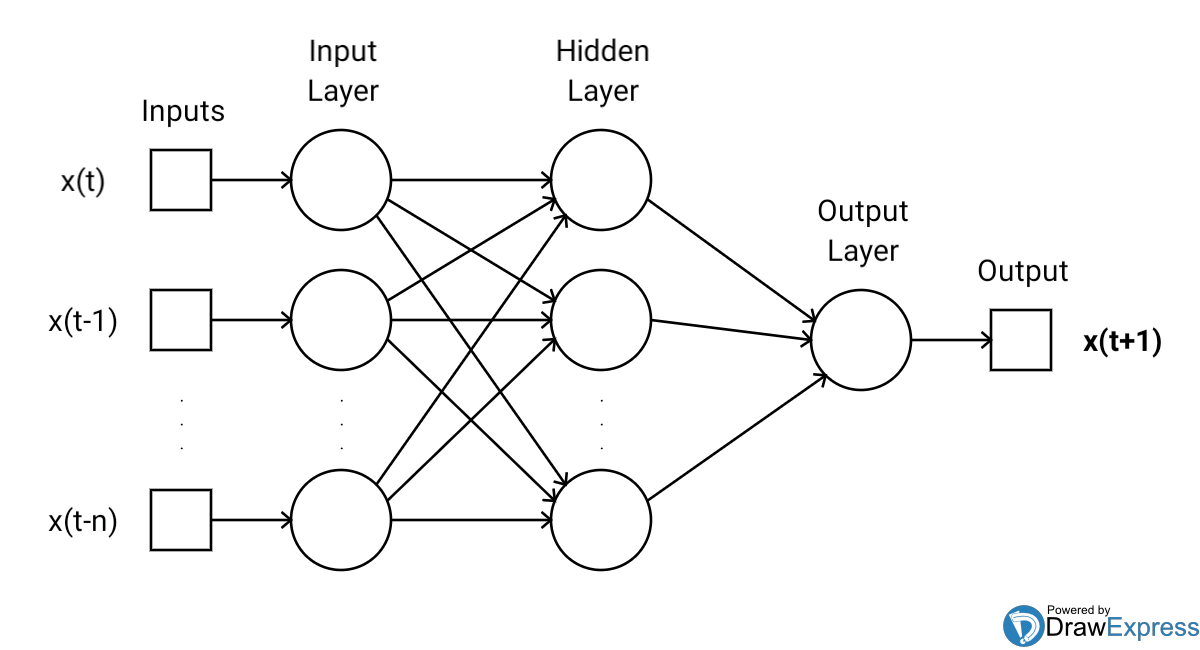 Input
Layer
Hidden
Layer
Inputs
x(t)
Output
Layer
Output
x(t-1)
x(t+1)
x(t-n)
Powered by
DrawExpress